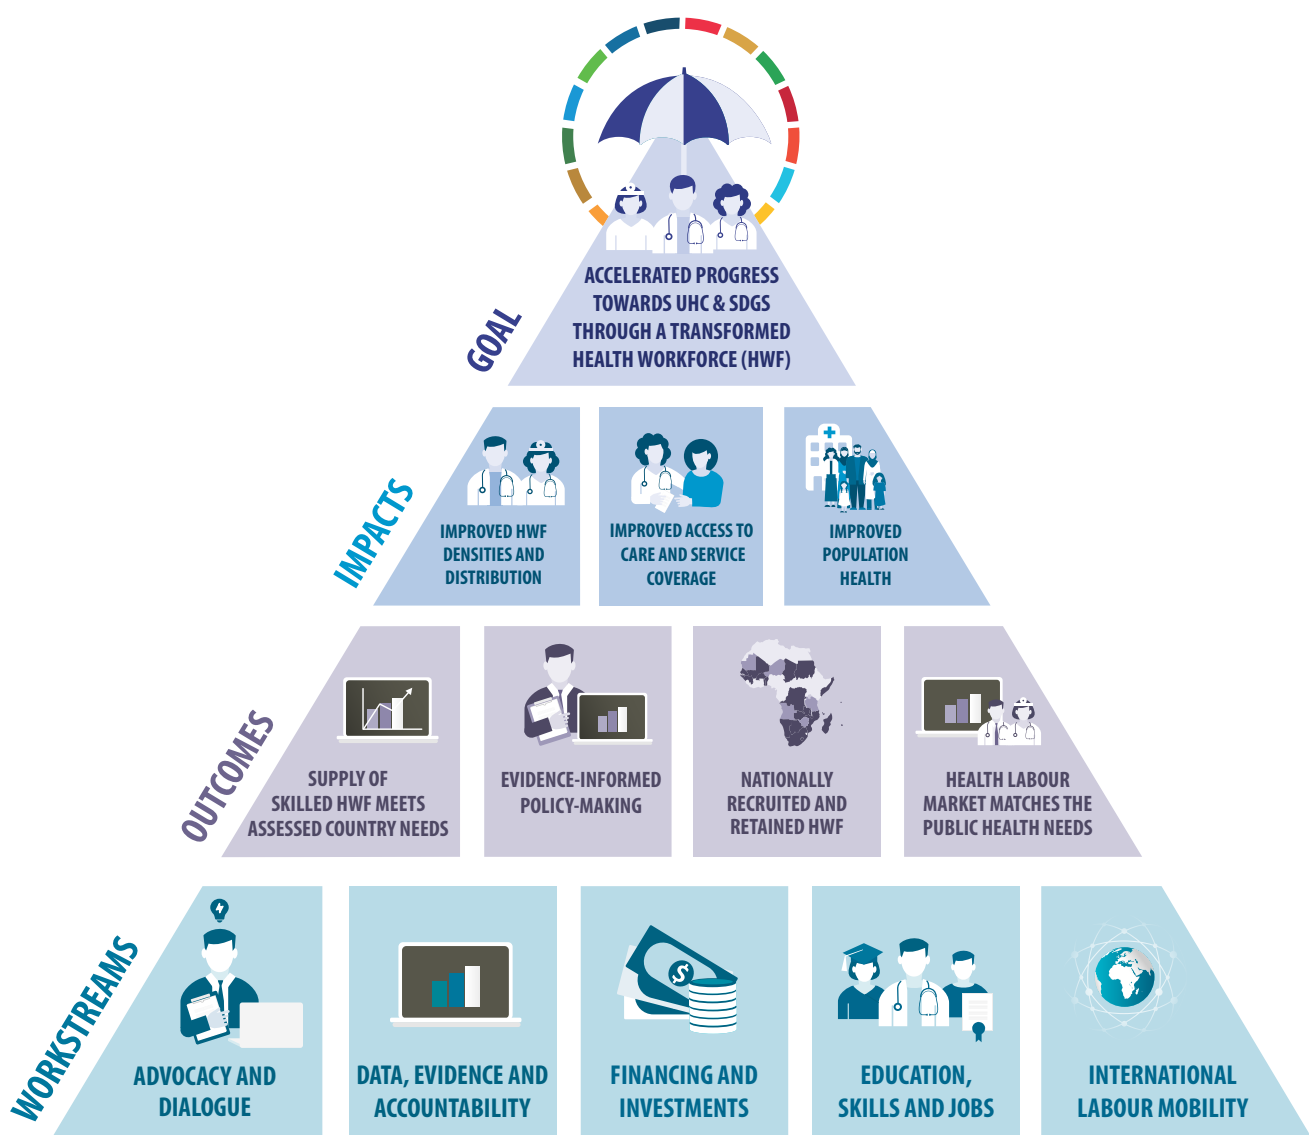 GOAL
ACCELERATED PROGRESS
TOWARDS UHC & SDGS
THROUGH A TRANSFORMED
HEALTH WORKFORCE (HWF)
IMPACTS
IMPROVED HWF
DENSITIES AND
DISTRIBUTION
IMPROVED ACCESS TO
CARE AND SERVICE
COVERAGE
IMPROVED
POPULATION
HEALTH
OUTCOMES
SUPPLY OF
SKILLED HWF MEETS
ASSESSED COUNTRY NEEDS
EVIDENCE-INFORMED
POLICY-MAKING
NATIONALLY
RECRUITED AND
RETAINED HWF
HEALTH LABOUR
MARKET MATCHES THE
PUBLIC HEALTH NEEDS
WORKSTREAMS
ADVOCACY AND
DIALOGUE
DATA, EVIDENCE AND
ACCOUNTABILITY
$
FINANCING AND
INVESTMENTS
EDUCATION,
SKILLS AND JOBS
INTERNATIONAL
LABOUR MOBILITY